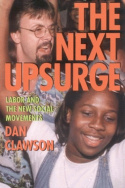 THE
NEXT
UPSURGE
LABOR AND
THE NEW SOCIAL
MOVEMENTS
DAN
CLAWSON